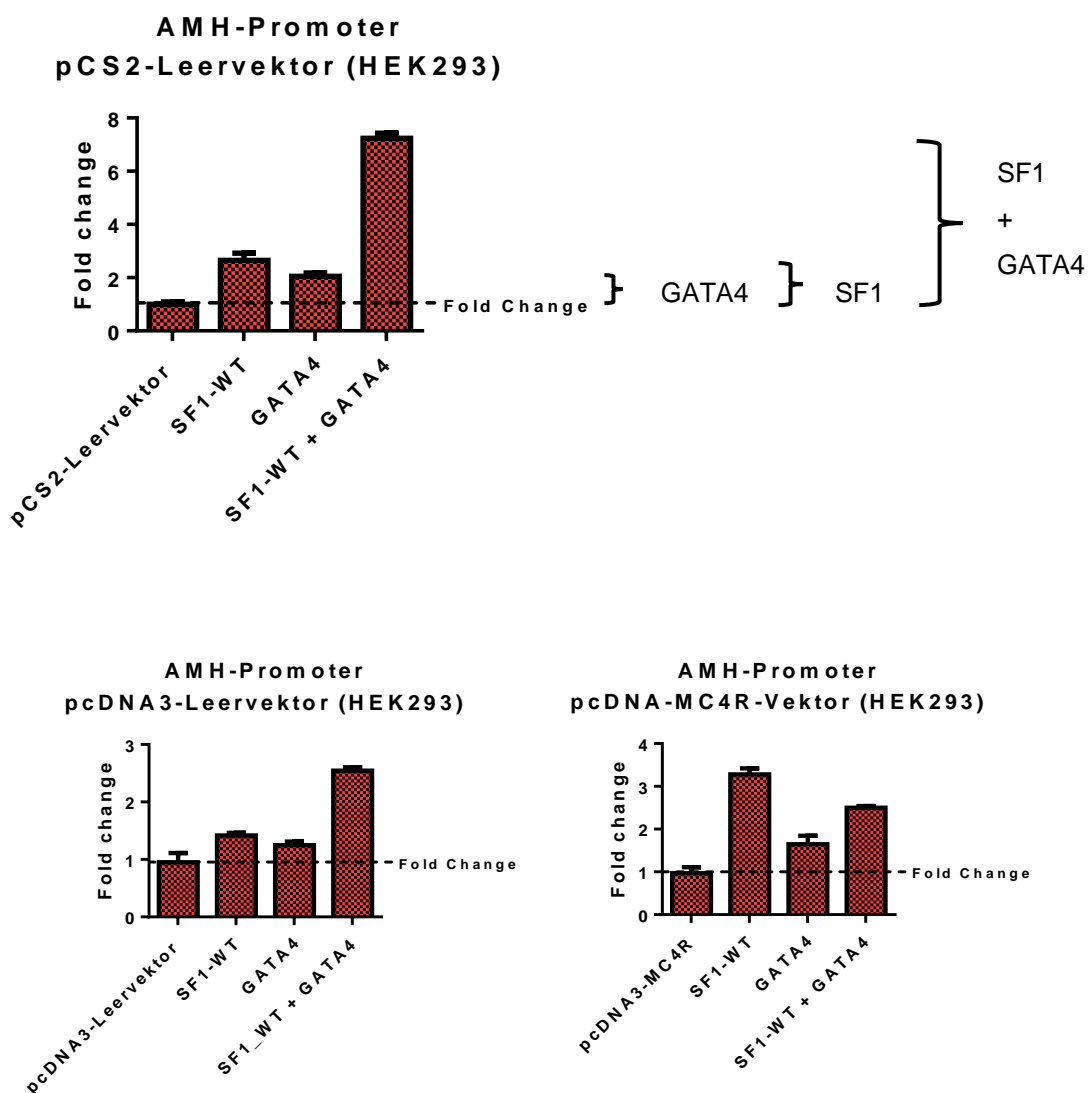 AMH-Promoter
pCS2-Leervektor (HEK293)
Fold change
8
6
4
2
0
Fold Change
pCS2-Leervektor
SF1-WT
GATA4
SF1-WT + GATA4
GATA4
SF1
SF1
+
GATA4
AMH-Promoter
pcDNA3-Leervektor (HEK293)
Fold change
3
2
1
0
Fold Change
pcDNA3-Leervektor
SF1-WT
GATA4
SF1_WT + GATA4
AMH-Promoter
pcDNA-MC4R-Vektor (HEK293)
Fold change
4
3
2
1
0
Fold Change
pcDNA3-MC4R
SF1-WT
GATA4
SF1-WT + GATA4